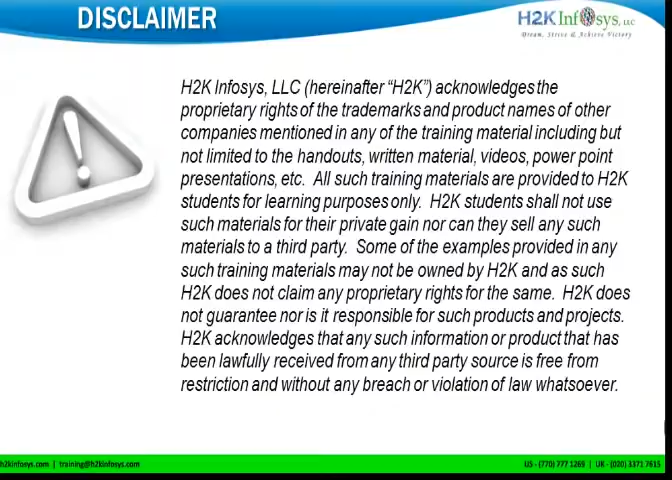 DISCLAIMER
H2K Infosys, LLC
Dream, Strive & Achieve Victory
H2K Infosys, LLC (hereinafter “H2K”) acknowledges the
proprietary rights of the trademarks and product names of other
companies mentioned in any of the training material including but
not limited to the handouts, written material, videos, power point
presentations, etc.  All such training materials are provided to H2K
students for learning purposes only.  H2K students shall not use
such materials for their private gain nor can they sell any such
materials to a third party.  Some of the examples provided in any
such training materials may not be owned by H2K and as such
H2K does not claim any proprietary rights for the same.  H2K does
not guarantee nor is it responsible for such products and projects.
H2K acknowledges that any such information or product that has
been lawfully received from any third party source is free from
restriction and without any breach or violation of law whatsoever.
h2kinfosys.com | training@h2kinfosys.com
US - (770) 777 1269 | UK - (020) 3371 7615